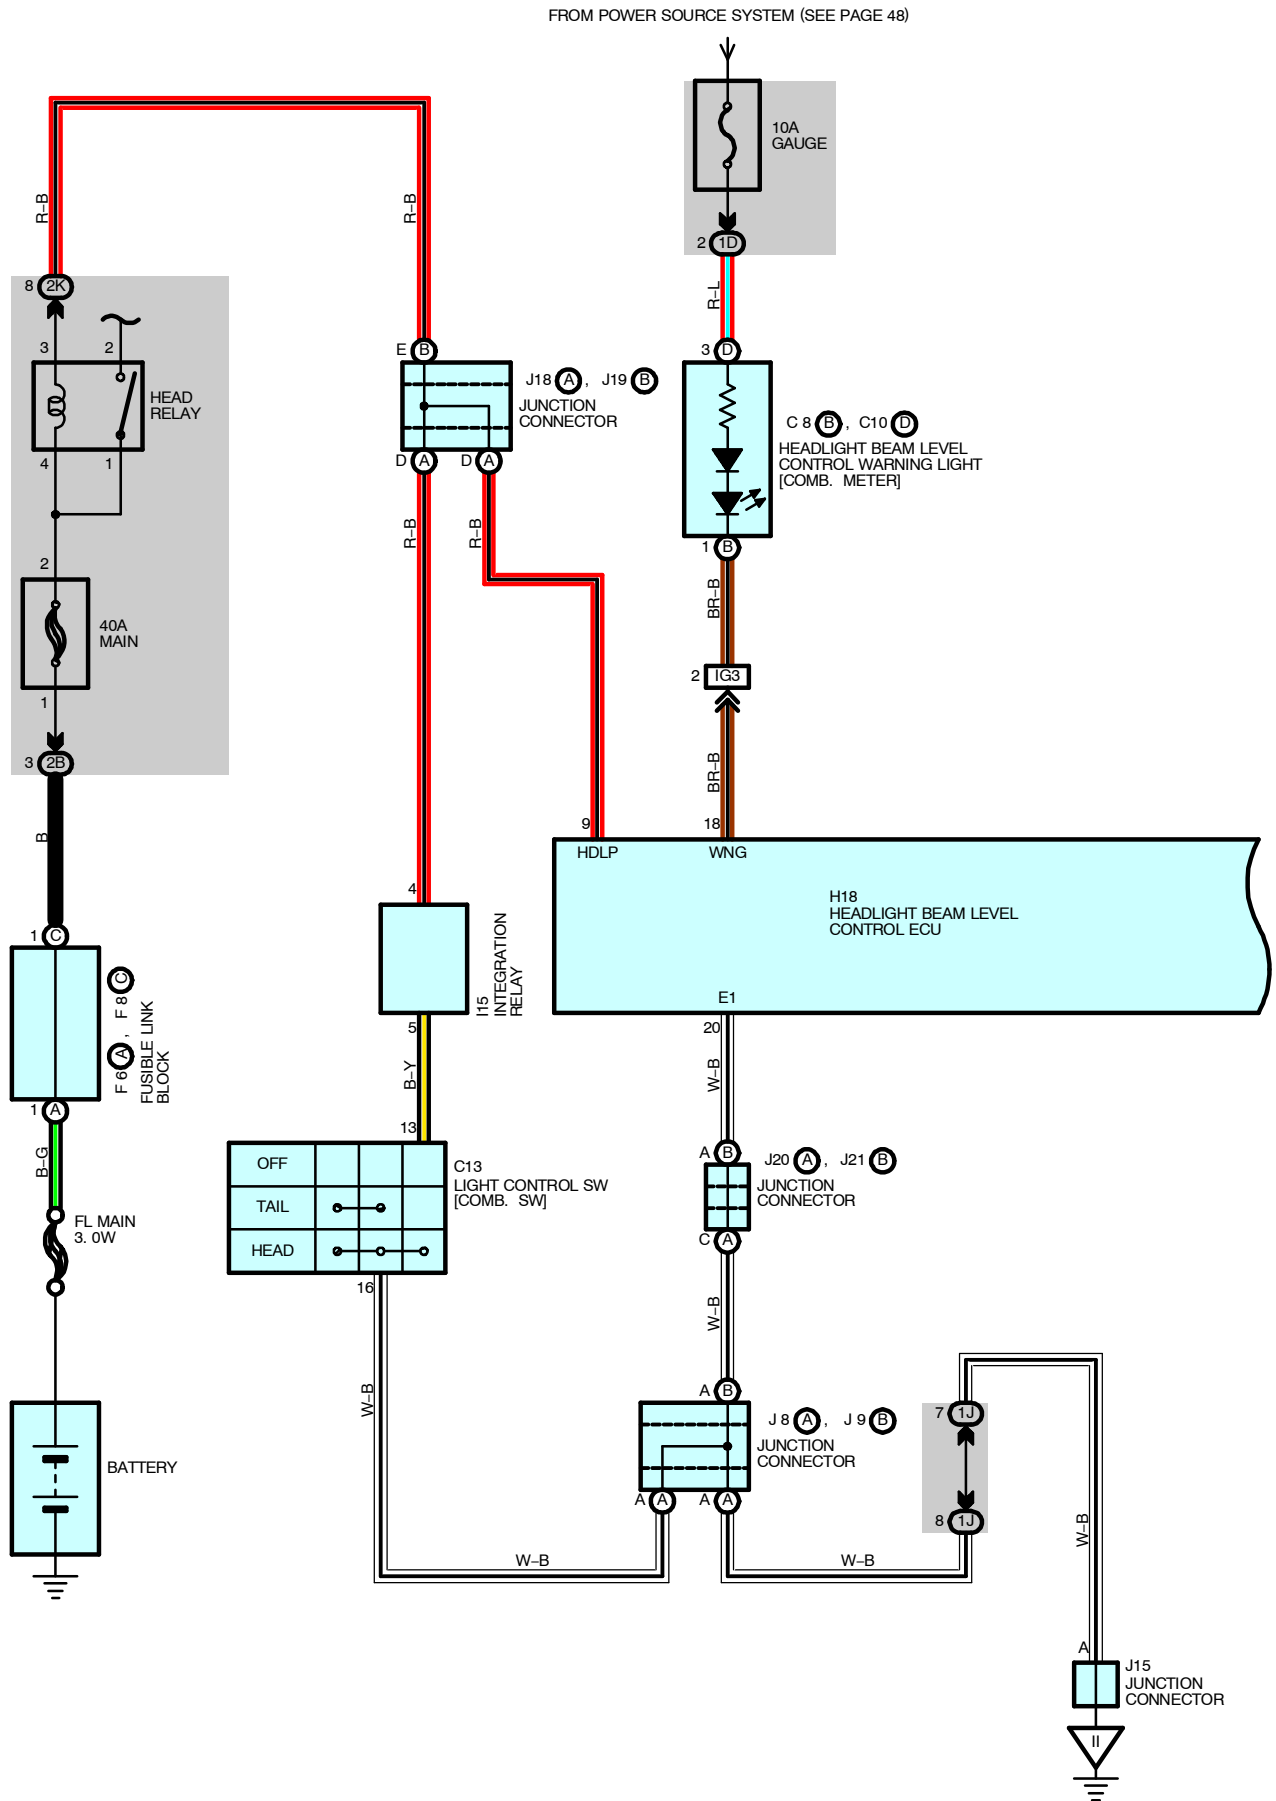 FROM POWER SOURCE SYSTEM (SEE PAGE 48)
10A
GAUGE
2 1D
R–B
R–B
R–L
8 2K
3 2
HEAD
RELAY
4 1
E B
J18 A , J19 B
JUNCTION
CONNECTOR
D A D A
3 D
C 8 B , C10 D
HEADLIGHT BEAM LEVEL
CONTROL WARNING LIGHT
[COMB. METER]
1 B
R–B
R–B
BR–B
2
40A
MAIN
1
3 2B
2 IG3
BR–B
B
9
18
HDLP
WNG
H18
HEADLIGHT BEAM LEVEL
CONTROL ECU
E1
20
4
I15
INTEGRATION
RELAY
5
1 C
F 6 A , F 8 C
FUSIBLE LINK
BLOCK
1 A
B–Y
W–B
13
B–G
OFF
TAIL
HEAD
C13
LIGHT CONTROL SW
[COMB. SW]
16
FL MAIN
3. 0W
A B
J20 A , J21 B
JUNCTION
CONNECTOR
C A
W–B
W–B
A B
J 8 A , J 9 B
JUNCTION
CONNECTOR
A A A A
7 1J
8 1J
BATTERY
W–B
W–B
W–B
A
J15
JUNCTION
CONNECTOR
II